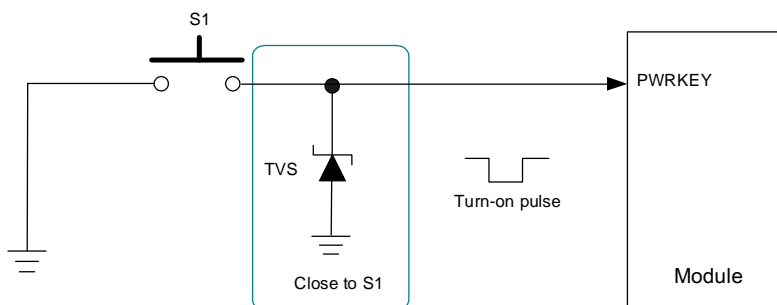 S1
PWRKEY
TVS
Turn-on pulse
Close to S1
Module